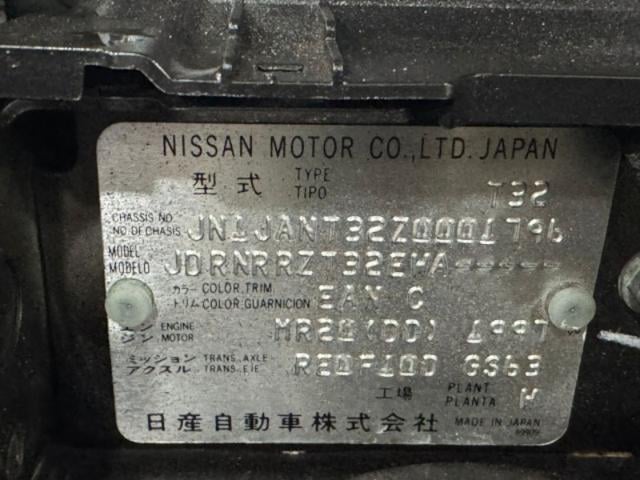 NISSAN MOTOR CO.,LTD. JAPAN
型式 TYPE TIPO T32
CHASSIS NO. NO DE CHASIS JN1JANT32Z0001796
MODEL MODELO JDRNRRZT32EWA-----
カラー COLOR,TRIM トリム COLOR,GUARNICION EAN C
エンジン ENGINE MOTOR MR20(DD) 1997
ミッション TRANS., AXLE アクスル TRANS., EJE RE0F10D GS63
工場 PLANT PLANTA
日産自動車株式会社 MADE IN JAPAN